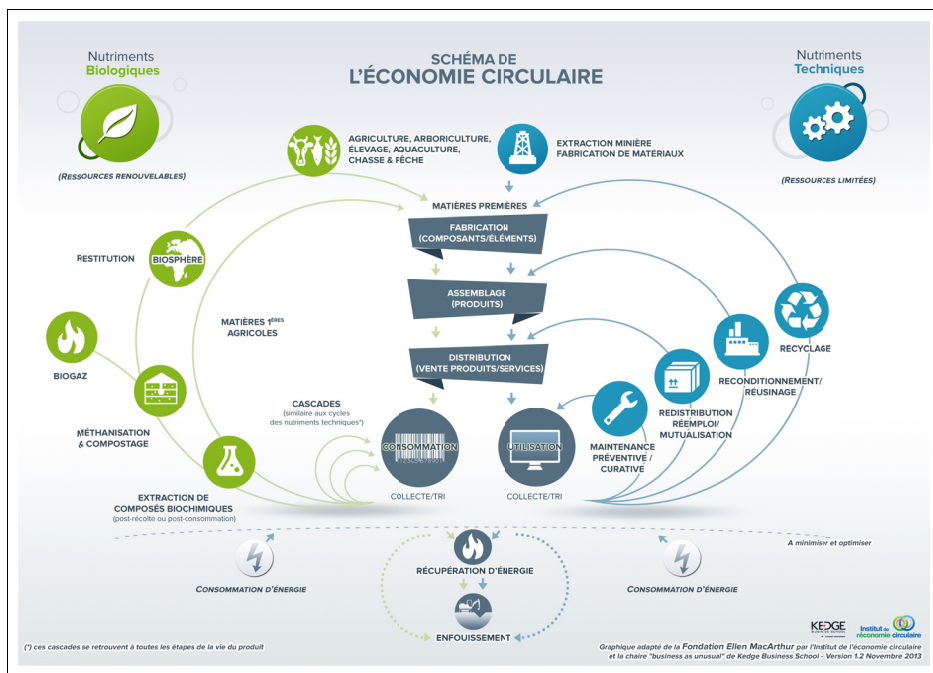 SCHÉMA DE
L'ÉCONOMIE CIRCULAIRE
Nutriments
Biologiques
(RESSOURCES RENOUVELABLES)
Nutriments
Techniques
(RESSOURCES LIMITÉES)
AGRICULTURE, ARBORICULTURE,
ÉLEVAGE, AQUACULTURE,
CHASSE & PÊCHE
EXTRACTION MINIÈRE
FABRICATION DE MATÉRIAUX
MATIÈRES PREMÈRES
FABRICATION
(COMPOSANTS/ÉLÉMENTS)
RESTITUTION
BIOSPHÈRE
ASSEMBLAGE
(PRODUITS)
MATIÈRES 1ÈRES
AGRICOLES
RECYCLAGE
BIOGAZ
DISTRIBUTION
(VENTE PRODUITS/SERVICES)
RECONDITIONNEMENT/
RÉUSINAGE
CASCADES
(similaire aux cycles
des nutriments techniques*)
REDISTRIBUTION
RÉEMPLOI/
MUTUALISATION
MÉTHANISATION
& COMPOSTAGE
CONSOMMATION
UTILISATION
MAINTENANCE
PRÉVENTIVE /
CURATIVE
EXTRACTION DE
COMPOSÉS BIOCHIMIQUES
(post-récolte ou post-consommation)
COLLECTE/TRI
COLLECTE/TRI
A minimiser et optimiser
CONSOMMATION D'ÉNERGIE
RÉCUPÉRATION D'ÉNERGIE
CONSOMMATION D'ÉNERGIE
ENFOUISSEMENT
KEDGE
BUSINESS SCHOOL
Institut de
l'économie circulaire
(*) ces cascades se retrouvent à toutes les étapes de la vie du produit
Graphique adapté de la Fondation Ellen MacArthur par l'Institut de l'économie circulaire
et la chaire "business as unusual" de Kedge Business School - Version 1.2 Novembre 2013